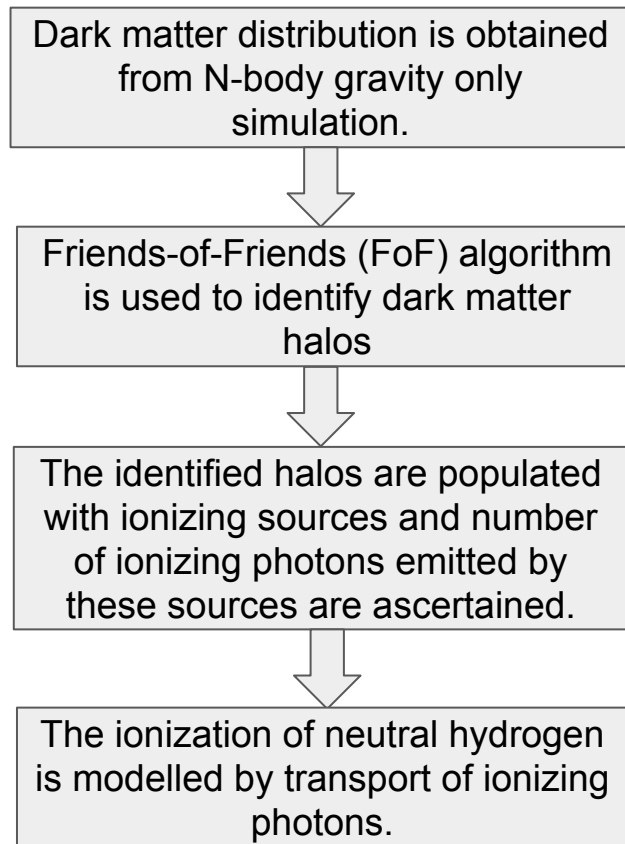 Dark matter distribution is obtained
from N-body gravity only
simulation.
Friends-of-Friends (FoF) algorithm
is used to identify dark matter
halos
The identified halos are populated
with ionizing sources and number
of ionizing photons emitted by
these sources are ascertained.
The ionization of neutral hydrogen
is modelled by transport of ionizing
photons.